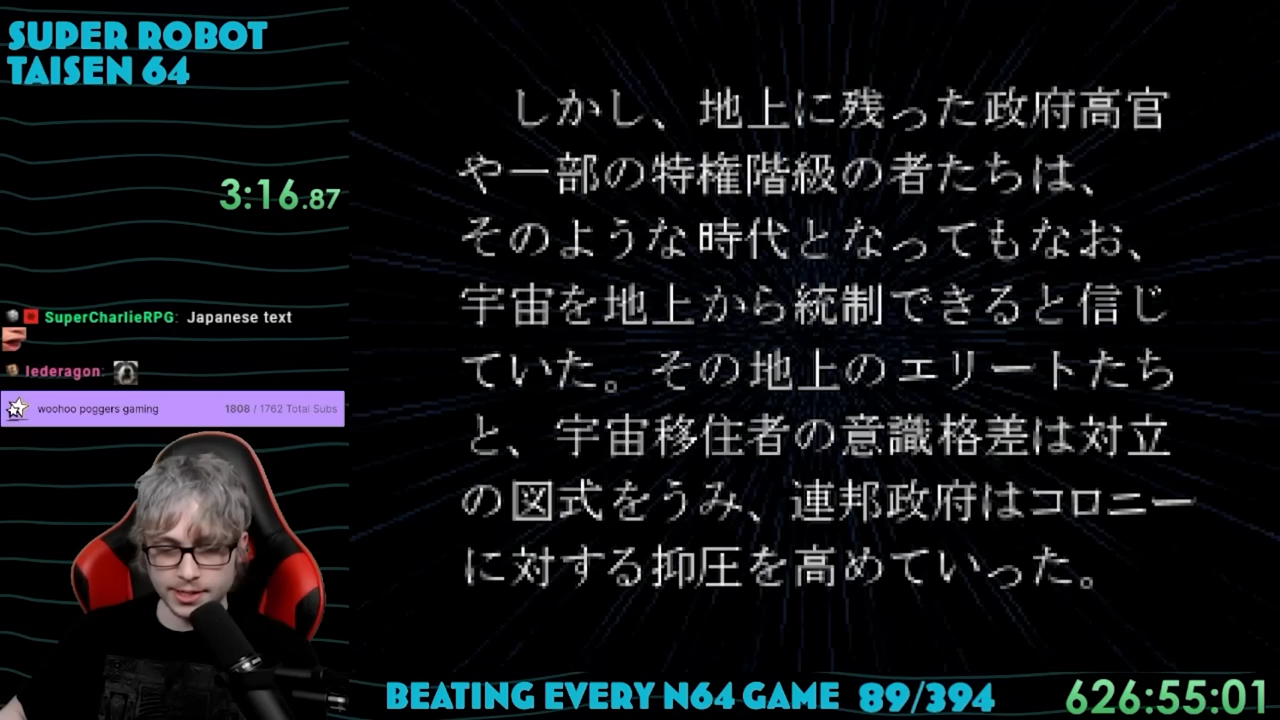 SUPER ROBOT
TAISEN 64
3:16.87
SuperCharlieRPG: Japanese text
lederagon:
woohoo poggers gaming 1808 / 1762 Total Subs
しかし、地上に残った政府高官
や一部の特権階級の者たちは、
そのような時代となってもなお、
宇宙を地上から統制できると信じ
ていた。その地上のエリートたち
と、宇宙移住者の意識格差は対立
の図式をうみ、連邦政府はコロニー
に対する抑圧を高めていった。
BEATING EVERY N64 GAME 89/394
626:55:01